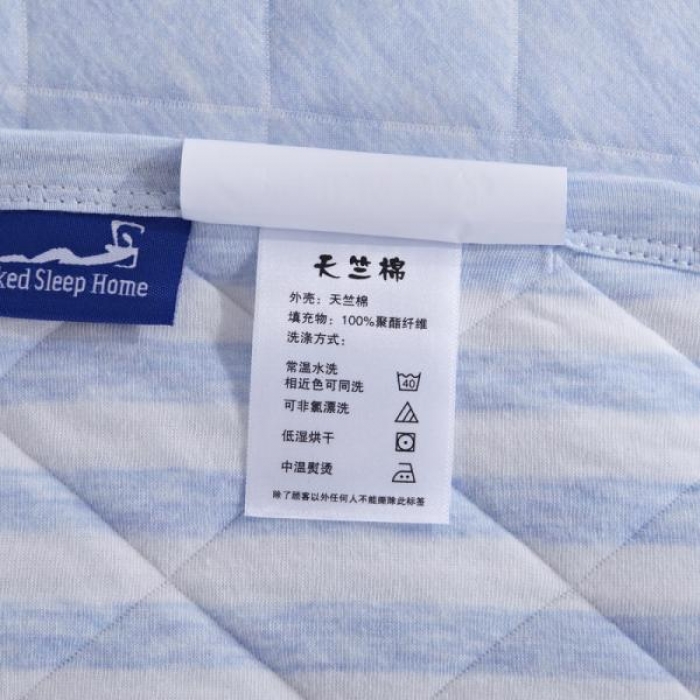 ked Sleep Home
天竺棉
外壳：天竺棉
填充物：100%聚酯纤维
洗涤方式：
常温水洗
相近色可同洗
40
可非氯漂洗
低湿烘干
中温熨烫
除了顾客以外任何人不能撕除此标签